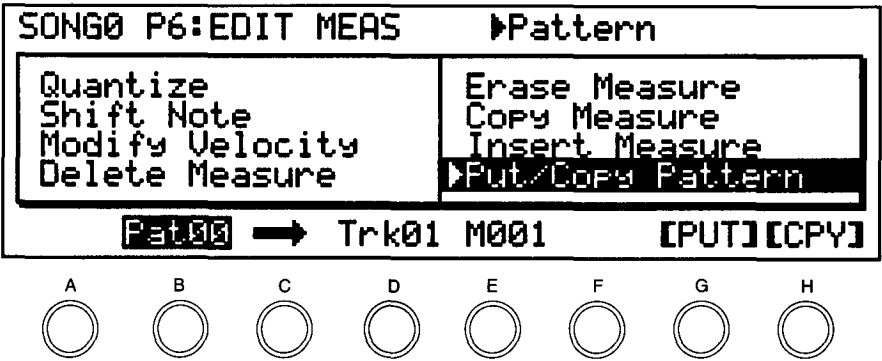 SONG0 P6:EDIT MEAS ▶Pattern
Quantize
Shift Note
Modify Velocity
Delete Measure
Erase Measure
Copy Measure
Insert Measure
▶Put/Copy Pattern
Pat00 ➡ Trk01 M001 [PUT][CPY]
A B C D E F G H